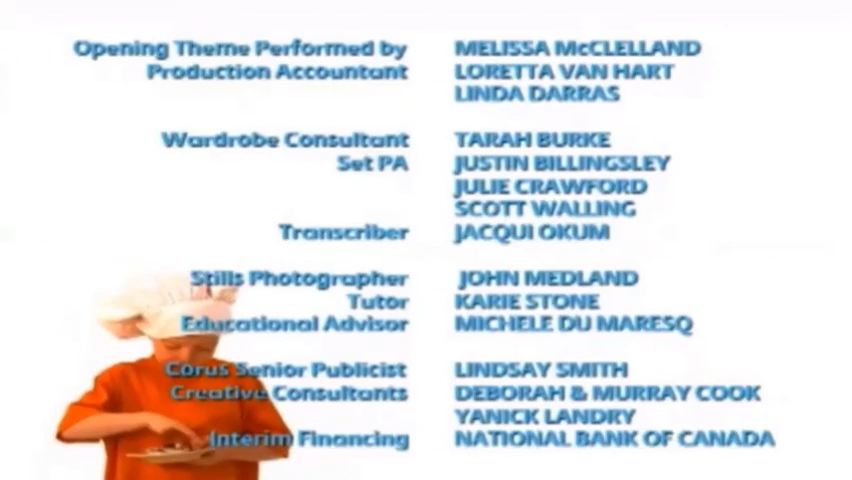 Opening Theme Performed by MELISSA McCLELLAND
Production Accountant LORETTA VAN HART
LINDA DARRAS
Wardrobe Consultant TARAH BURKE
Set PA JUSTIN BILLINGSLEY
JULIE CRAWFORD
SCOTT WALLING
Transcriber JACQUI OKUM
Stills Photographer JOHN MEDLAND
Tutor KARIE STONE
Educational Advisor MICHELE DU MARESQ
Corus Senior Publicist LINDSAY SMITH
Creative Consultants DEBORAH & MURRAY COOK
YANICK LANDRY
Interim Financing NATIONAL BANK OF CANADA